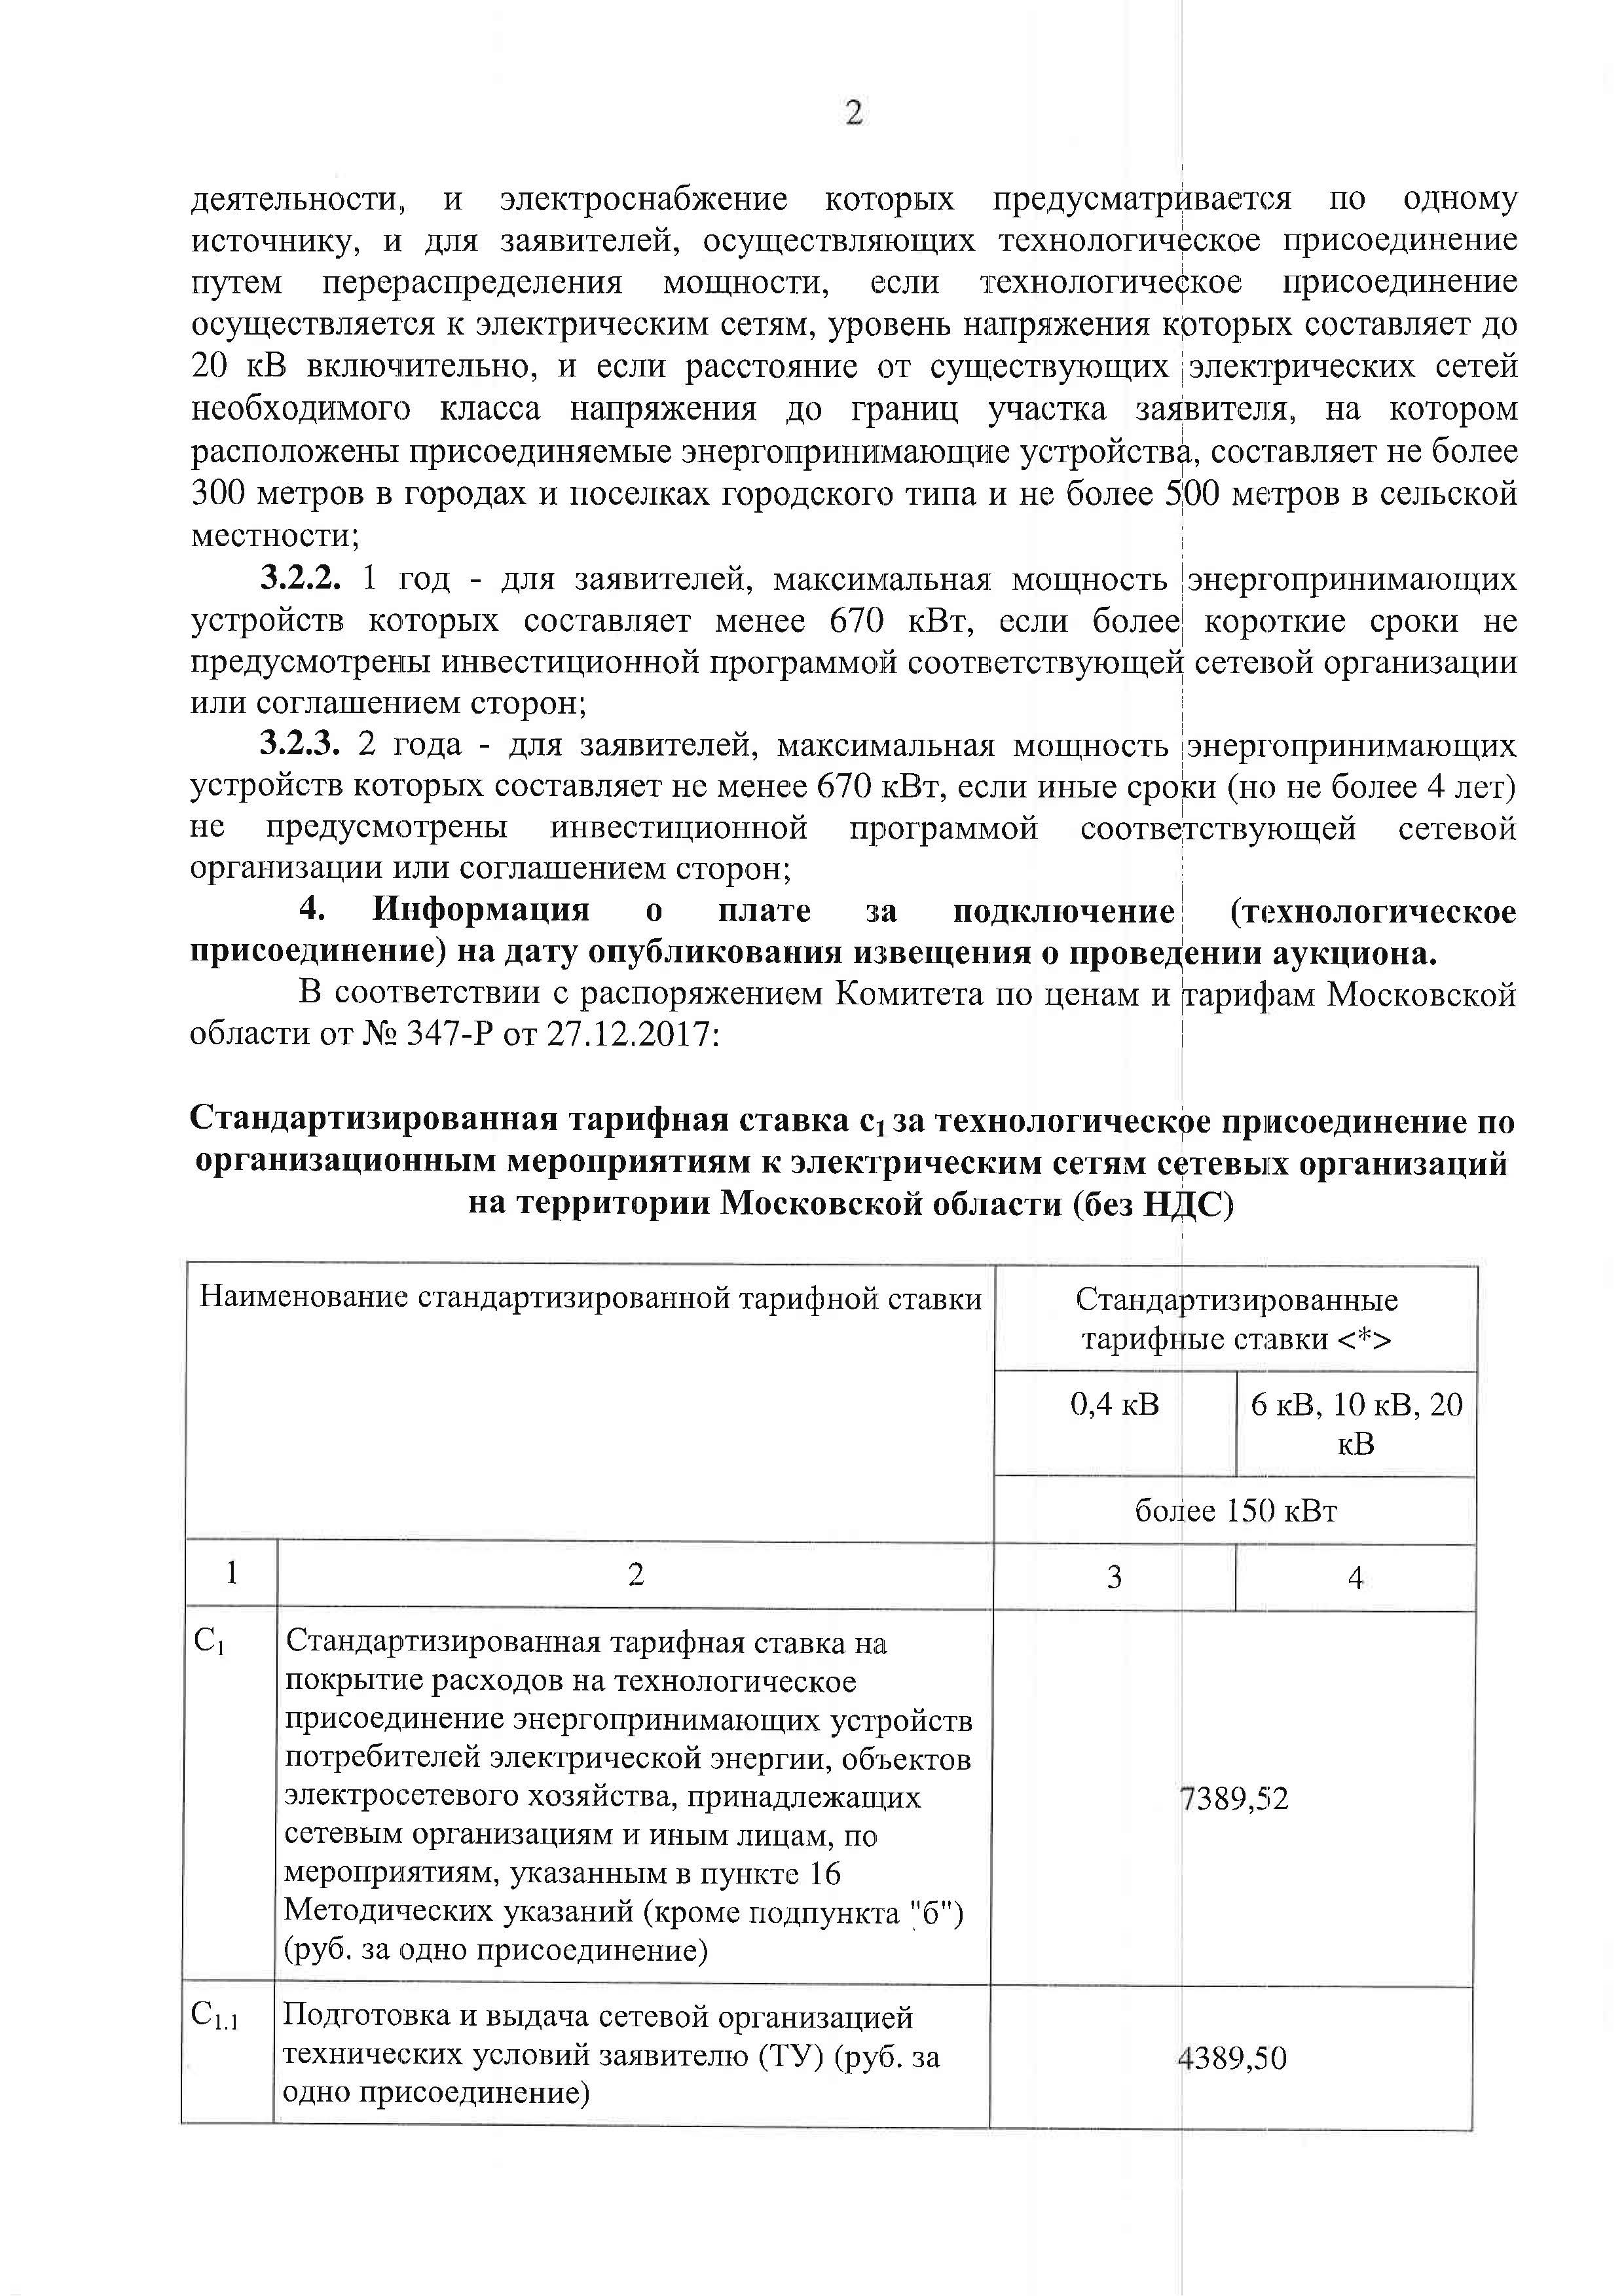 2
деятельности, и электроснабжение которых предусматривается по одному
источнику, и для заявителей, осуществляющих технологическое присоединение
путем перераспределения мощности, если технологическое присоединение
осуществляется к электрическим сетям, уровень напряжения которых составляет до
20 кВ включительно, и если расстояние от существующих электрических сетей
необходимого класса напряжения до границ участка заявителя, на котором
расположены присоединяемые энергопринимающие устройства, составляет не более
300 метров в городах и поселках городского типа и не более 500 метров в сельской
местности;
3.2.2. 1 год - для заявителей, максимальная мощность энергопринимающих
устройств которых составляет менее 670 кВт, если более короткие сроки не
предусмотрены инвестиционной программой соответствующей сетевой организации
или соглашением сторон;
3.2.3. 2 года - для заявителей, максимальная мощность энергопринимающих
устройств которых составляет не менее 670 кВт, если иные сроки (но не более 4 лет)
не предусмотрены инвестиционной программой соответствующей сетевой
организации или соглашением сторон;
4. Информация о плате за подключение (технологическое
присоединение) на дату опубликования извещения о проведении аукциона.
В соответствии с распоряжением Комитета по ценам и тарифам Московской
области от № 347-Р от 27.12.2017:
Стандартизированная тарифная ставка с1 за технологическое присоединение по
организационным мероприятиям к электрическим сетям сетевых организаций
на территории Московской области (без НДС)
Наименование стандартизированной тарифной ставки
Стандартизированные
тарифные ставки <*>
0,4 кВ
6 кВ, 10 кВ, 20
кВ
более 150 кВт
1
2
3
4
С1
Стандартизированная тарифная ставка на
покрытие расходов на технологическое
присоединение энергопринимающих устройств
потребителей электрической энергии, объектов
электросетевого хозяйства, принадлежащих
сетевым организациям и иным лицам, по
мероприятиям, указанным в пункте 16
Методических указаний (кроме подпункта "б")
(руб. за одно присоединение)
7389,52
С1.1
Подготовка и выдача сетевой организацией
технических условий заявителю (ТУ) (руб. за
одно присоединение)
4389,50